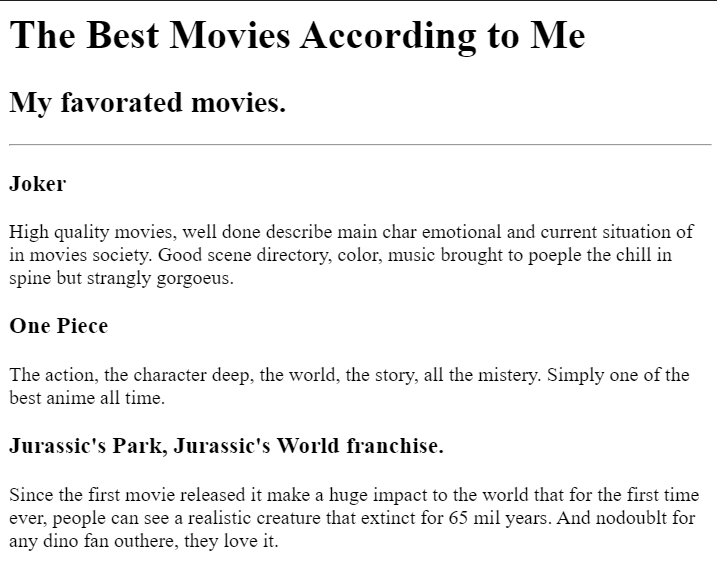 The Best Movies According to Me
My favorated movies.
Joker
High quality movies, well done describe main char emotional and current situation of
in movies society. Good scene directory, color, music brought to poeple the chill in
spine but strangly gorgoeus.
One Piece
The action, the character deep, the world, the story, all the mistery. Simply one of the
best anime all time.
Jurassic's Park, Jurassic's World franchise.
Since the first movie released it make a huge impact to the world that for the first time
ever, people can see a realistic creature that extinct for 65 mil years. And nodoublt for
any dino fan outhere, they love it.